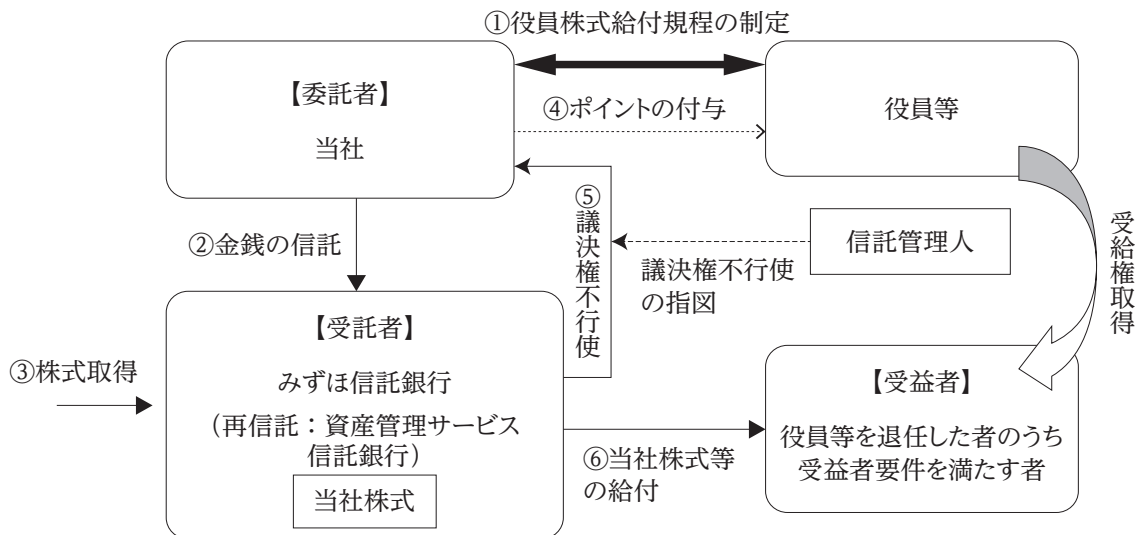 ①役員株式給付規程の制定
【委託者】
当社
④ポイントの付与
役員等
②金銭の信託
⑤議決権不行使
議決権不行使
の指図
信託管理人
受給権取得
③株式取得
【受託者】
みずほ信託銀行
（再信託：資産管理サービス
信託銀行）
当社株式
⑥当社株式等
の給付
【受益者】
役員等を退任した者のうち
受益者要件を満たす者